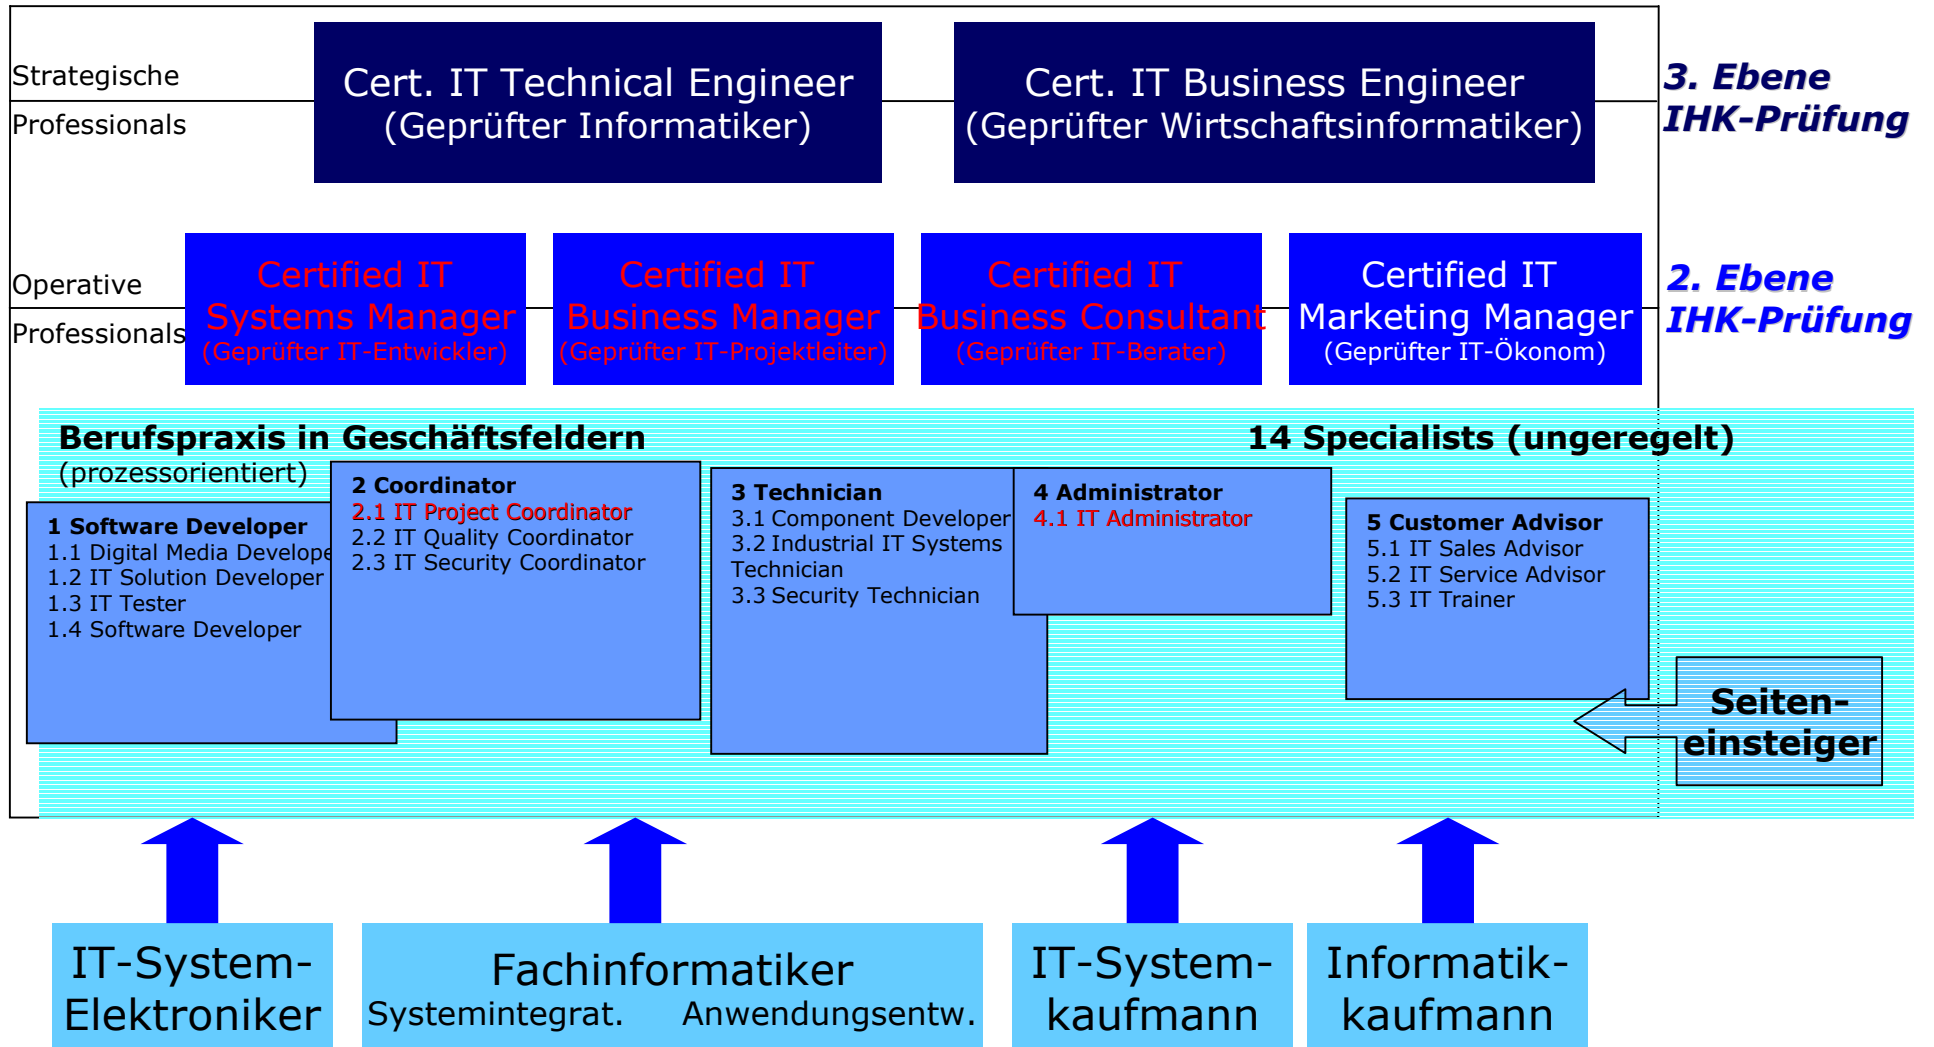 Strategische
Professionals
Cert. IT Technical Engineer
(Geprüfter Informatiker)
Cert. IT Business Engineer
(Geprüfter Wirtschaftsinformatiker)
3. Ebene
IHK-Prüfung
Operative
Professionals
Certified IT
Systems Manager
(Geprüfter IT-Entwickler)
Certified IT
Business Manager
(Geprüfter IT-Projektleiter)
Certified IT
Business Consultant
(Geprüfter IT-Berater)
Certified IT
Marketing Manager
(Geprüfter IT-Ökonom)
2. Ebene
IHK-Prüfung
Berufspraxis in Geschäftsfeldern
(prozessorientiert)
14 Specialists (ungeregelt)
1 Software Developer
1.1 Digital Media Develope
1.2 IT Solution Developer
1.3 IT Tester
1.4 Software Developer
2 Coordinator
2.1 IT Project Coordinator
2.2 IT Quality Coordinator
2.3 IT Security Coordinator
3 Technician
3.1 Component Developer
3.2 Industrial IT Systems
Technician
3.3 Security Technician
4 Administrator
4.1 IT Administrator
5 Customer Advisor
5.1 IT Sales Advisor
5.2 IT Service Advisor
5.3 IT Trainer
Seiten-
einsteiger
IT-System-
Elektroniker
Fachinformatiker
Systemintegrat. Anwendungsentw.
IT-System-
kaufmann
Informatik-
kaufmann